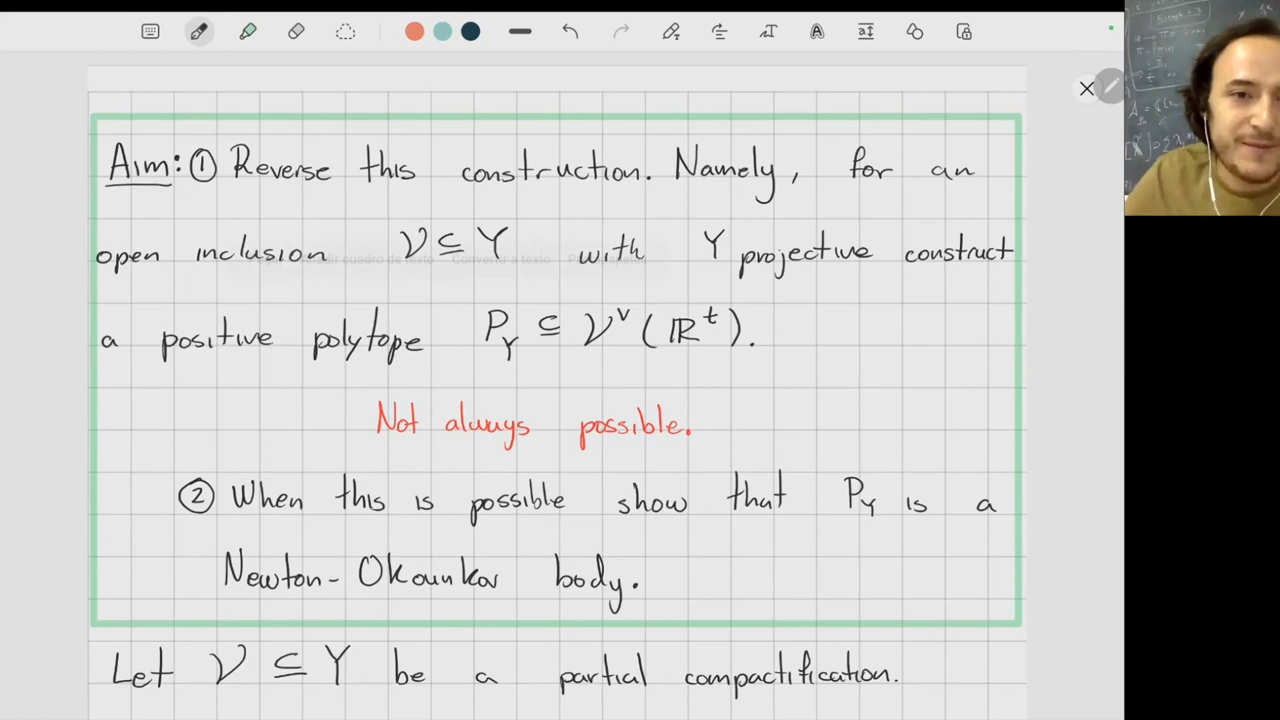 Aim: ① Reverse this construction. Namely, for an
open inclusion 𝒱 ⊆ Y with Y projective construct
a positive polytope P_Y ⊆ 𝒱^∨(ℝ^t).
Not always possible.
② When this is possible show that P_Y is a
Newton-Okounkov body.
Let 𝒱 ⊆ Y be a partial compactification.